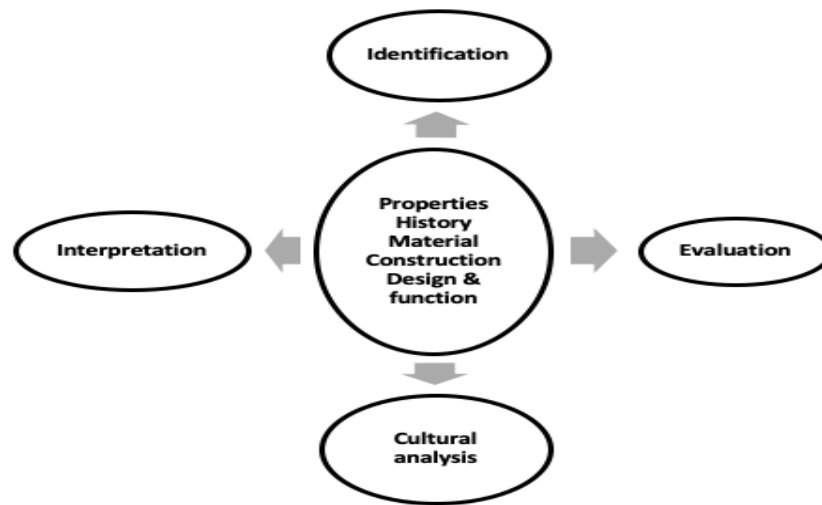 Identification
Properties
History
Material
Construction
Design &
function
Interpretation
Evaluation
Cultural
analysis